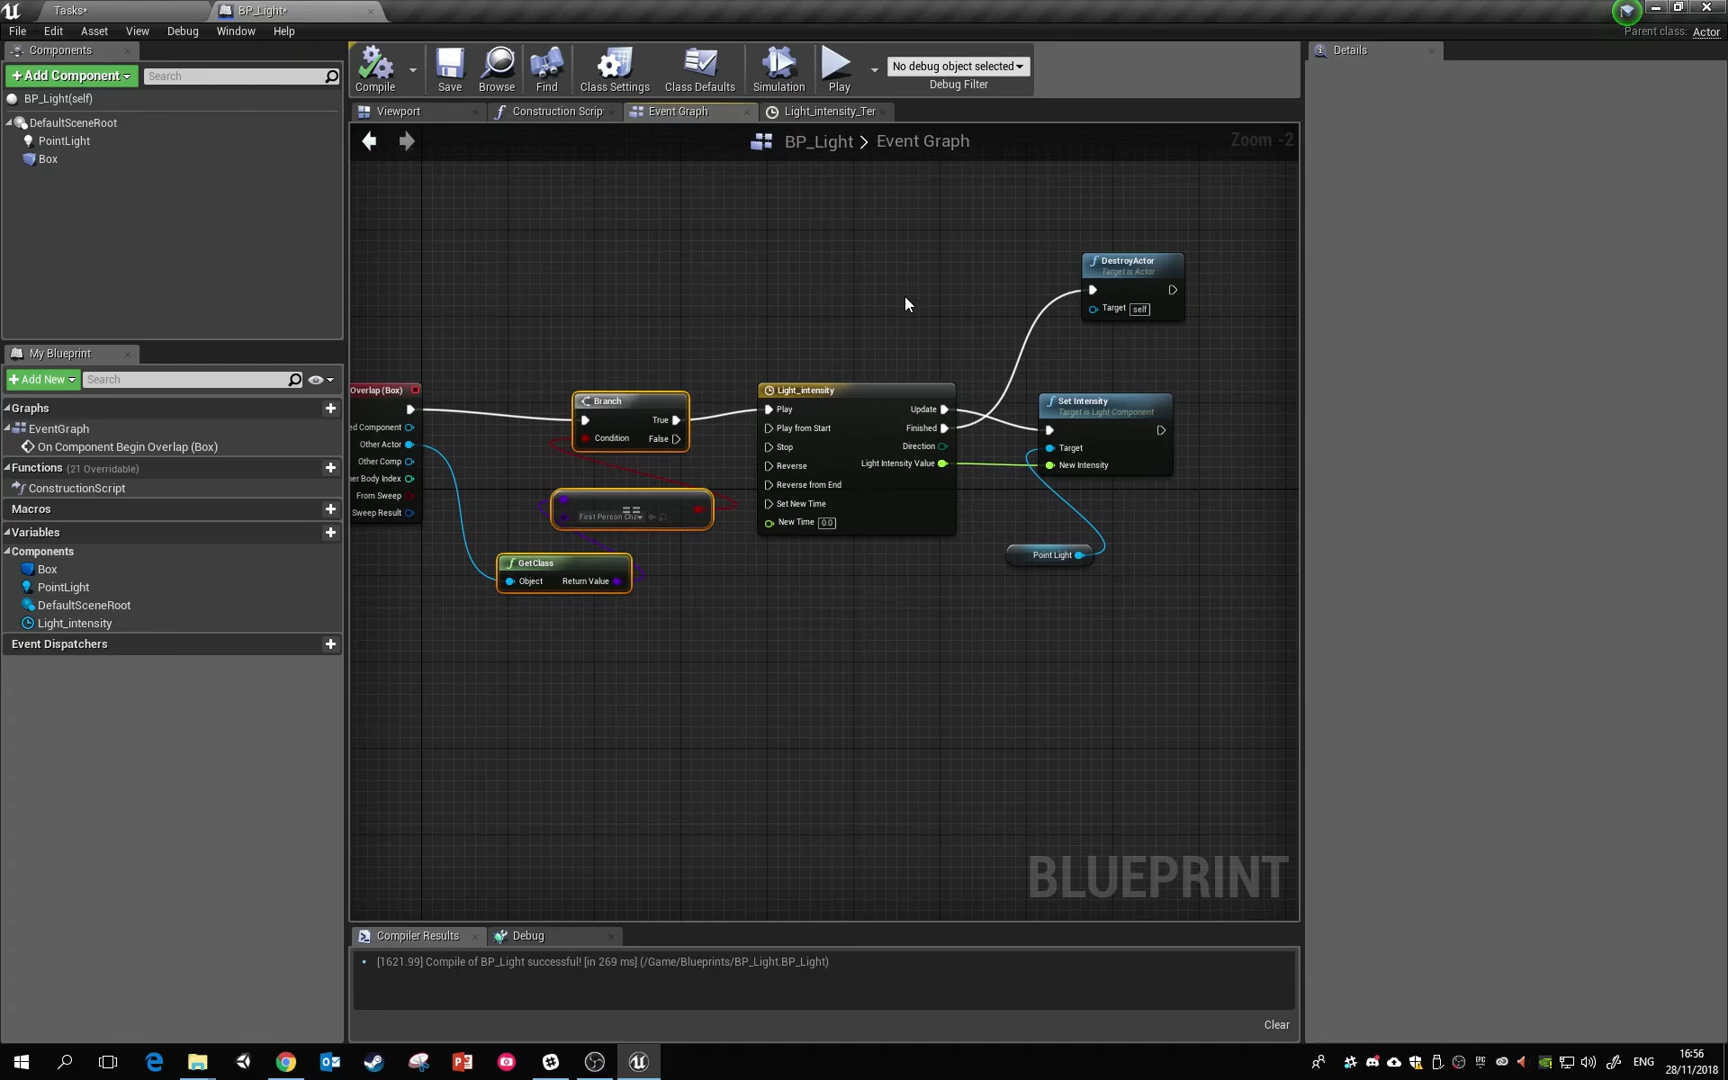 Tasks*
BP_Light*
File Edit Asset View Debug Window Help
Parent class: Actor
Components
+Add Component
Search
BP_Light(self)
DefaultSceneRoot
PointLight
Box
Compile
Save
Browse
Find
Class Settings
Class Defaults
Simulation
Play
No debug object selected
Debug Filter
Details
Viewport
Construction Scrip
Event Graph
Light_intensity_Ter
BP_Light > Event Graph
Zoom -2
My Blueprint
+Add New
Search
Graphs
EventGraph
On Component Begin Overlap (Box)
Functions (21 Overridable)
ConstructionScript
Macros
Variables
Components
Box
PointLight
DefaultSceneRoot
Light_intensity
Event Dispatchers
Overlap (Box)
ed Component
Other Actor
Other Comp
her Body Index
From Sweep
Sweep Result
Branch
True
Condition
False
==
First Person Cha
GetClass
Object
Return Value
Light_intensity
Play
Update
Play from Start
Finished
Stop
Direction
Reverse
Light Intensity Value
Reverse from End
Set New Time
New Time 0.0
DestroyActor
Target is Actor
Target self
Set Intensity
Target is Light Component
Target
New Intensity
Point Light
BLUEPRINT
Compiler Results
Debug
[1621.99] Compile of BP_Light successful! [in 269 ms] (/Game/Blueprints/BP_Light.BP_Light)
Clear
ENG
16:56
28/11/2018